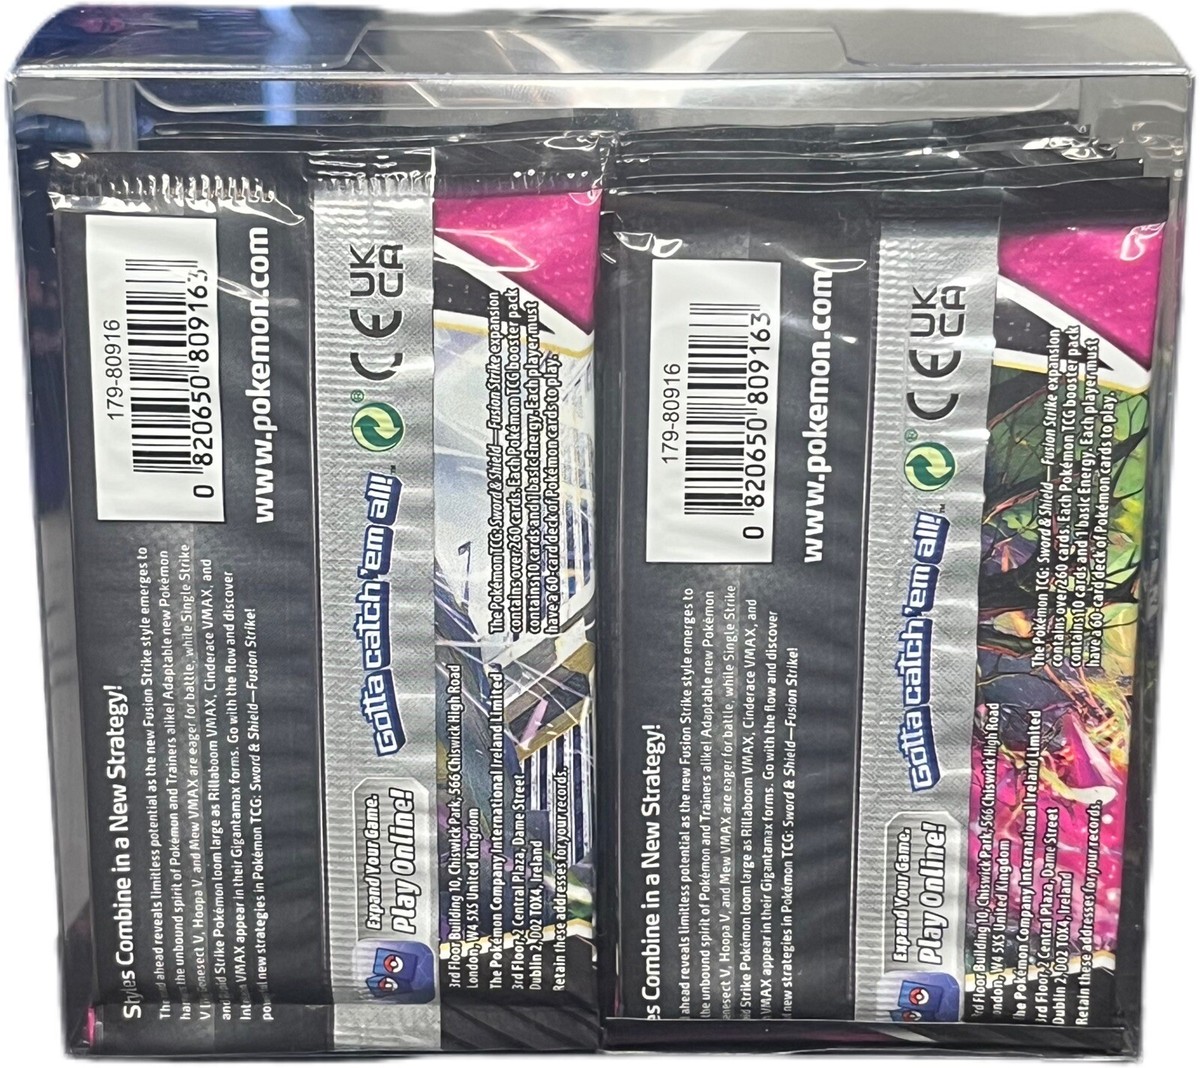 179-80916
0 820650 809163
www.pokemon.com
Styles Combine in a New Strategy!
ahead reveals limitless potential as the new Fusion Strike style emerges to
the unbound spirit of Pokémon and Trainers alike! Adaptable new Pokémon
Genesect V, Hoopa V, and Mew VMAX are eager for battle, while Single Strike
and Strike Pokémon loom large as Rillaboom VMAX, Cinderace VMAX, and
VMAX appear in their Gigantamax forms. Go with the flow and discover
new strategies in Pokémon TCG: Sword & Shield—Fusion Strike!
CE UK
CA
Gotta catch 'em all!™
Expand Your Game.
Play Online!
The Pokémon TCG: Sword & Shield—Fusion Strike expansion
contains over 260 cards. Each Pokémon TCG booster pack
contains 10 cards and 1 basic Energy. Each player must
have a 60-card deck of Pokémon cards to play.
3rd Floor Building 10, Chiswick Park, 566 Chiswick High Road
London, W4 5XS United Kingdom
The Pokémon Company International Ireland Limited
3rd Floor, 2 Central Plaza, Dame Street
Dublin 2, D02 T0X4, Ireland
Retain these addresses for your records.
179-80916
0 820650 809163
www.pokemon.com
es Combine in a New Strategy!
ahead reveals limitless potential as the new Fusion Strike style emerges to
the unbound spirit of Pokémon and Trainers alike! Adaptable new Pokémon
nesect V, Hoopa V, and Mew VMAX are eager for battle, while Single Strike
Strike Pokémon loom large as Rillaboom VMAX, Cinderace VMAX, and
VMAX appear in their Gigantamax forms. Go with the flow and discover
new strategies in Pokémon TCG: Sword & Shield—Fusion Strike!
CE UK
CA
Gotta catch 'em all!™
Expand Your Game.
Play Online!
The Pokémon TCG: Sword & Shield—Fusion Strike expansion
contains over 260 cards. Each Pokémon TCG booster pack
contains 10 cards and 1 basic Energy. Each player must
have a 60-card deck of Pokémon cards to play.
rd Floor Building 10, Chiswick Park, 566 Chiswick High Road
ondon, W4 5XS United Kingdom
he Pokémon Company International Ireland Limited
3rd Floor, 2 Central Plaza, Dame Street
Dublin 2, D02 T0X4, Ireland
Retain these addresses for your records.